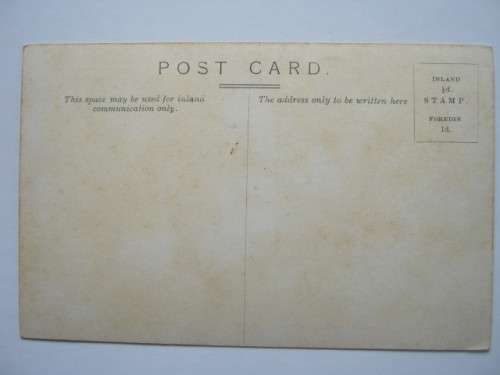 POST CARD.
This space may be used for inland
communication only.
The address only to be written here
INLAND
½d.
STAMP.
FOREIGN
1d.